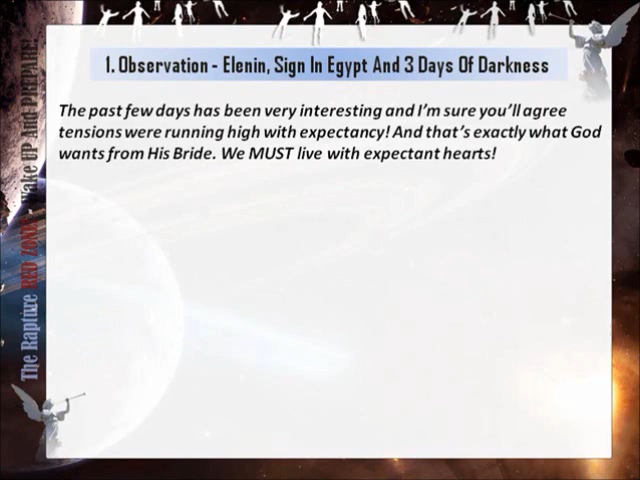 1. Observation - Elenin, Sign In Egypt And 3 Days Of Darkness
The past few days has been very interesting and I'm sure you'll agree
tensions were running high with expectancy! And that's exactly what God
wants from His Bride. We MUST live with expectant hearts!
The Rapture RED ZONE - Wake UP And PREPARE!